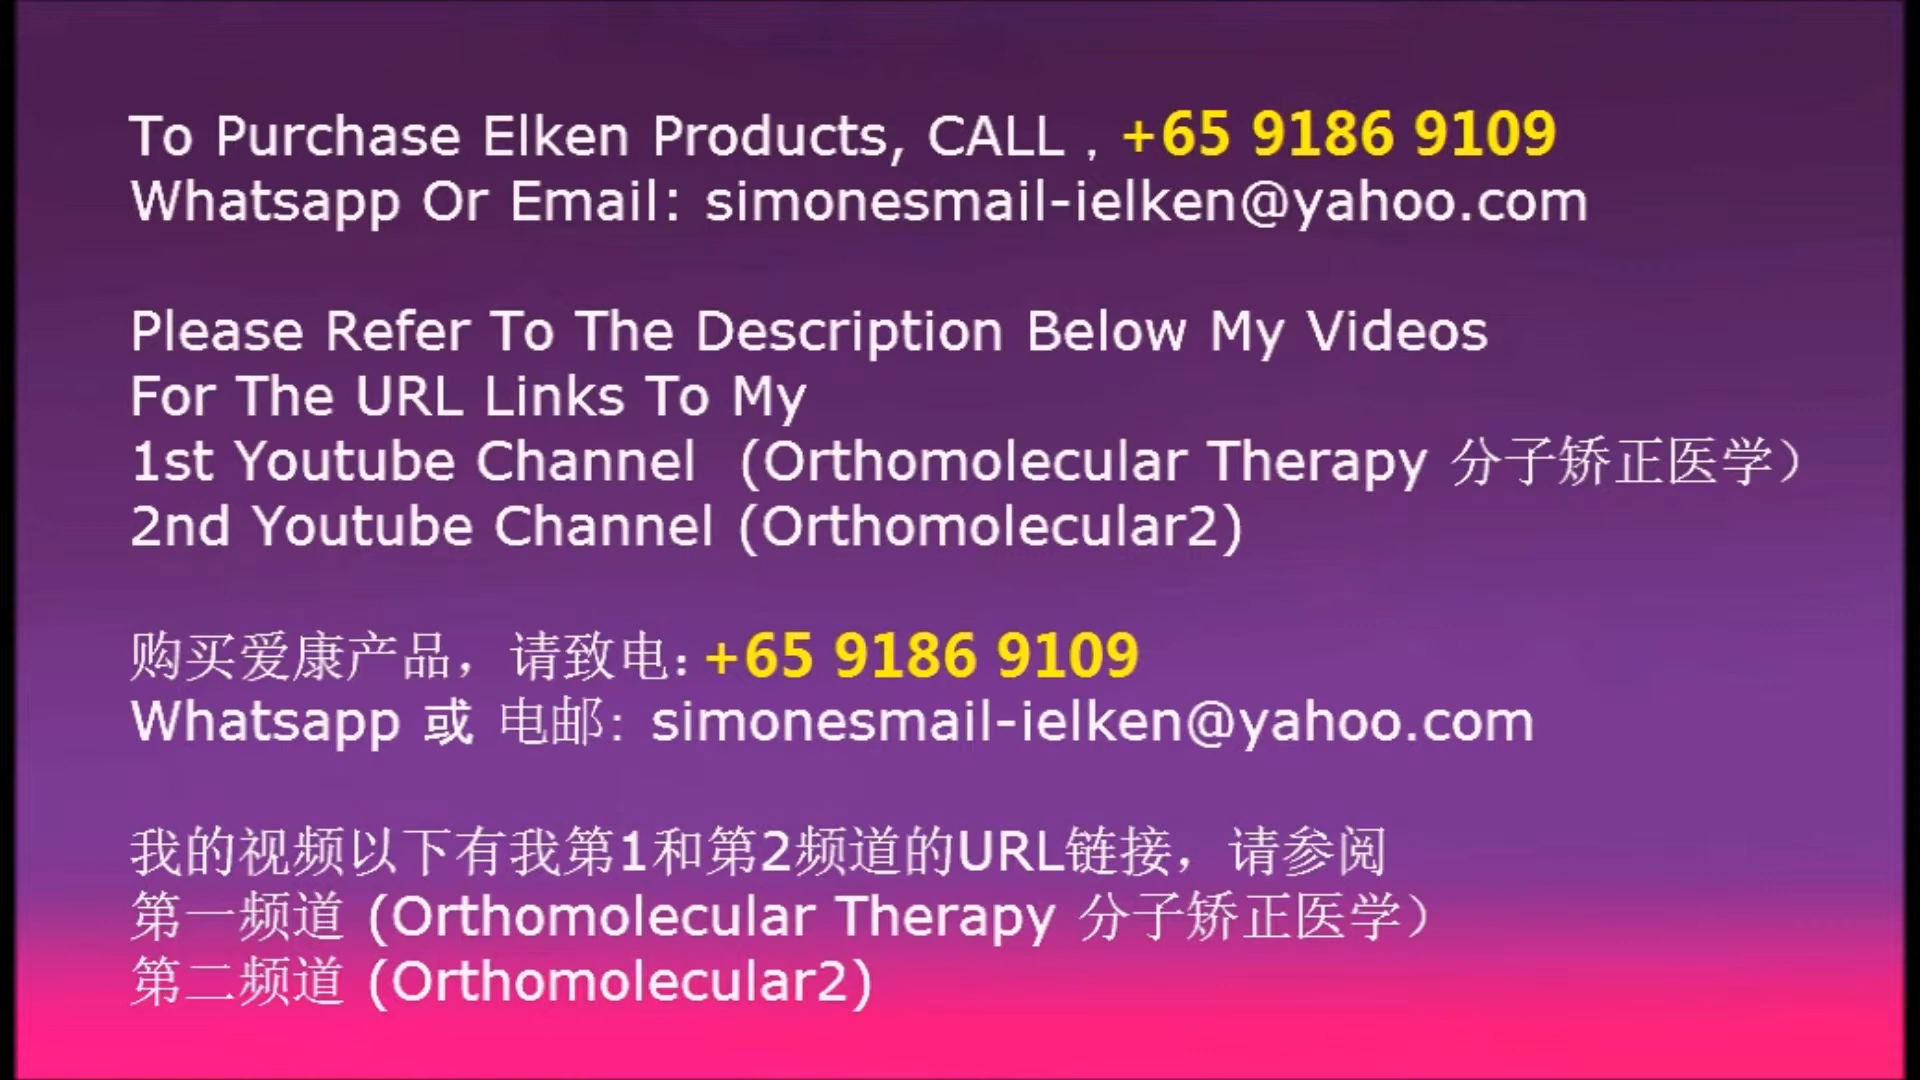 To Purchase Elken Products, CALL , +65 9186 9109
Whatsapp Or Email: simonesmail-ielken@yahoo.com
Please Refer To The Description Below My Videos
For The URL Links To My
1st Youtube Channel (Orthomolecular Therapy 分子矫正医学）
2nd Youtube Channel (Orthomolecular2)
购买爱康产品，请致电: +65 9186 9109
Whatsapp 或 电邮: simonesmail-ielken@yahoo.com
我的视频以下有我第1和第2频道的URL链接，请参阅
第一频道 (Orthomolecular Therapy 分子矫正医学）
第二频道 (Orthomolecular2)